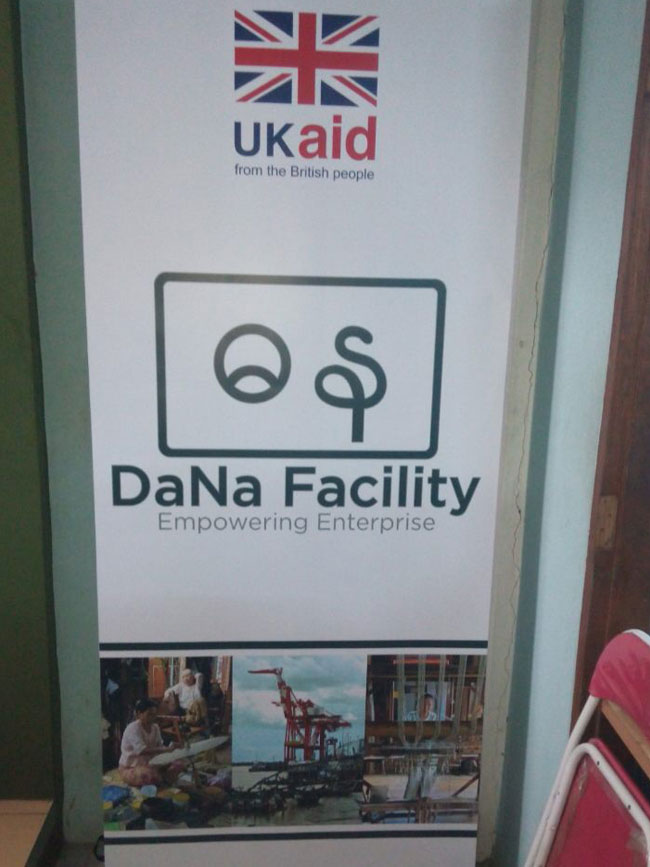 UKaid
from the British people
ဓန
DaNa Facility
Empowering Enterprise